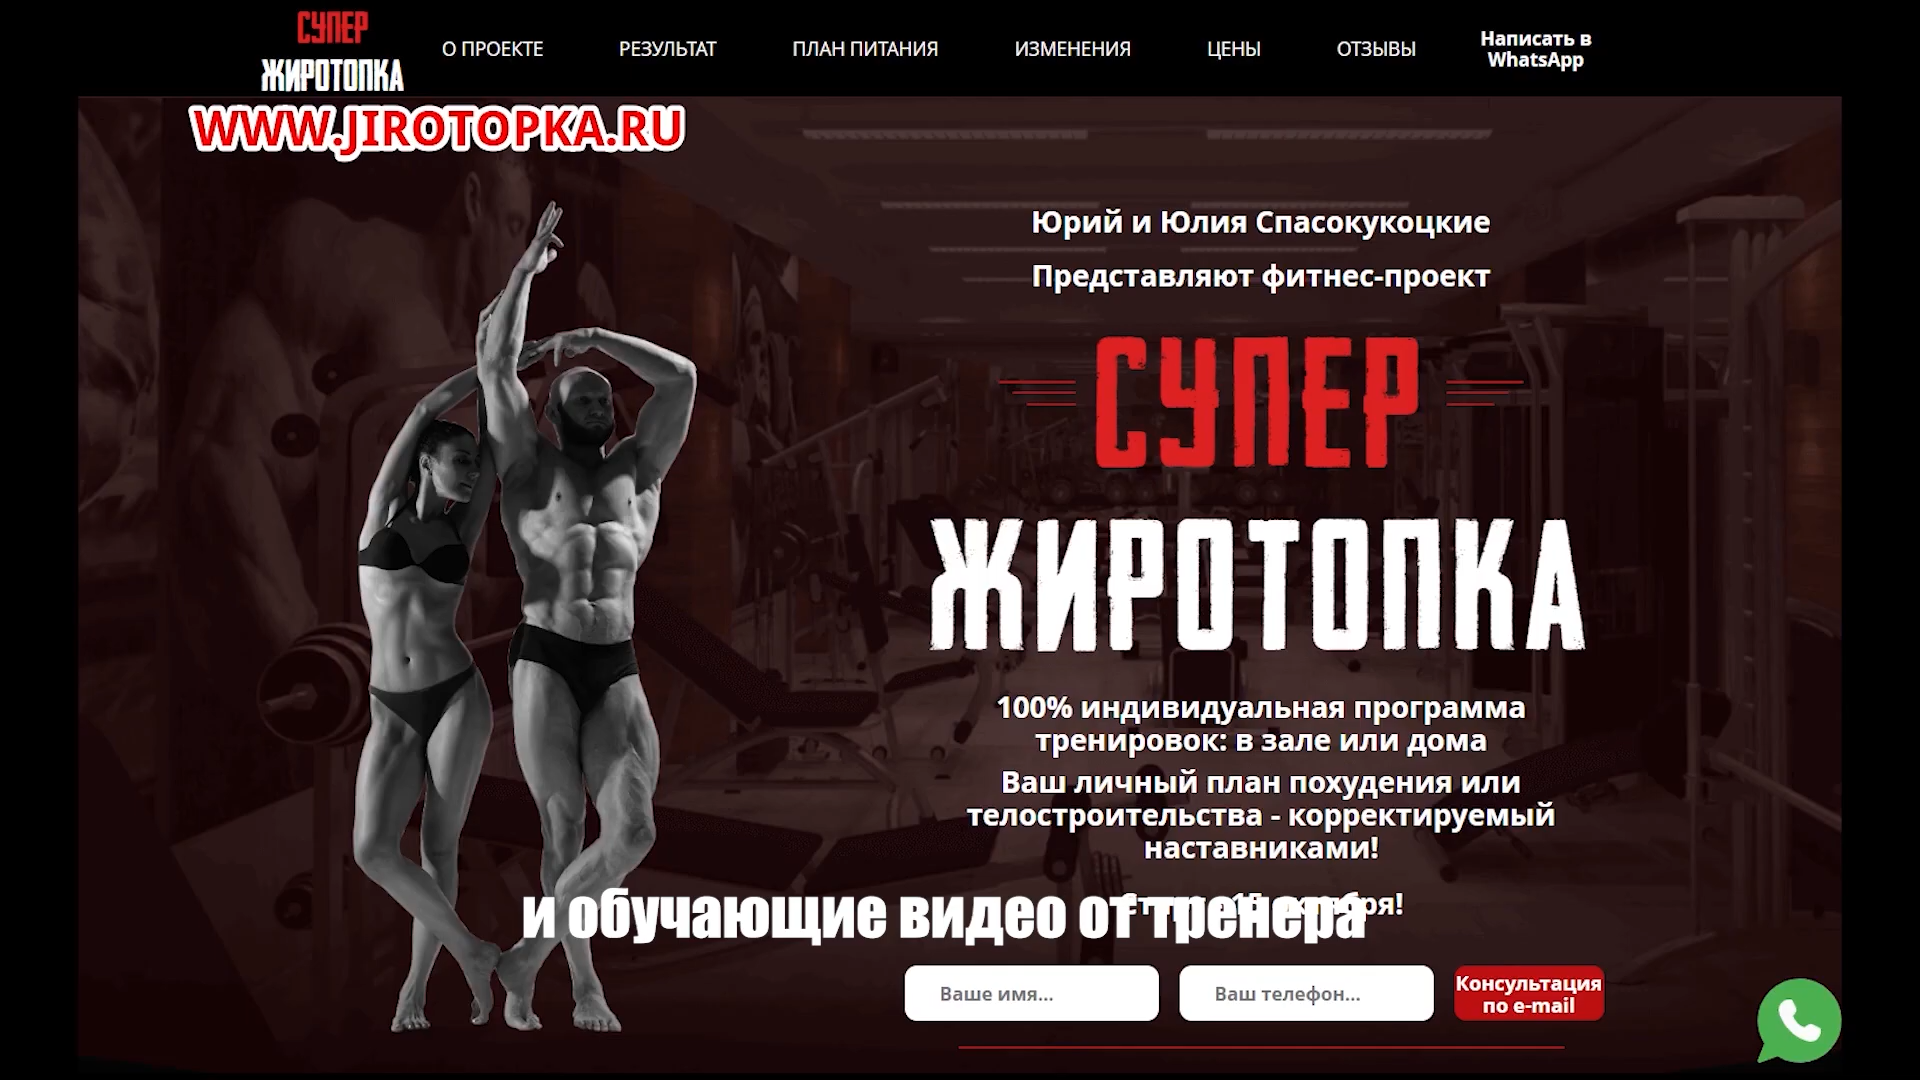 СУПЕР
ЖИРОТОПКА
О ПРОЕКТЕ
РЕЗУЛЬТАТ
ПЛАН ПИТАНИЯ
ИЗМЕНЕНИЯ
ЦЕНЫ
ОТЗЫВЫ
Написать в
WhatsApp
WWW.JIROTOPKA.RU
Юрий и Юлия Спасокукоцкие
Представляют фитнес-проект
СУПЕР
ЖИРОТОПКА
100% индивидуальная программа
тренировок: в зале или дома
Ваш личный план похудения или
телостроительства - корректируемый
наставниками!
и обучающие видео от тренера
Ваше имя...
Ваш телефон...
Консультация
по e-mail